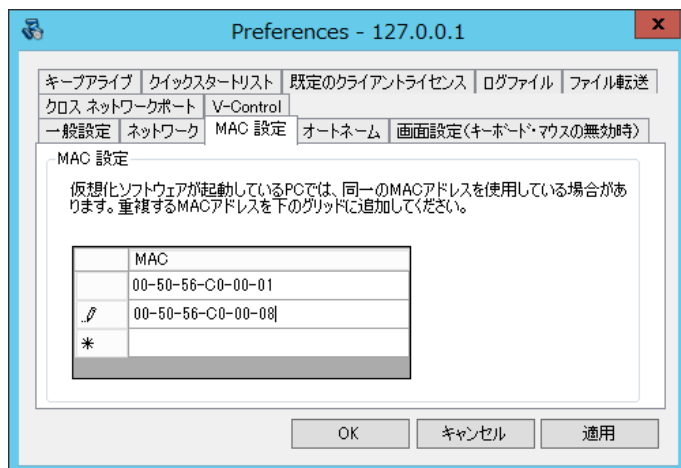 Preferences - 127.0.0.1
x
キープアライブ クイックスタートリスト 既定のクライアントライセンス ログファイル ファイル転送
クロス ネットワークポート V-Control
一般設定 ネットワーク MAC 設定 オートネーム 画面設定(キーボード・マウスの無効時)
MAC 設定
仮想化ソフトウェアが起動しているPCでは、同一のMACアドレスを使用している場合があ
ります。重複するMACアドレスを下のグリッドに追加してください。
MAC
00-50-56-C0-00-01
00-50-56-C0-00-08
*
OK キャンセル 適用